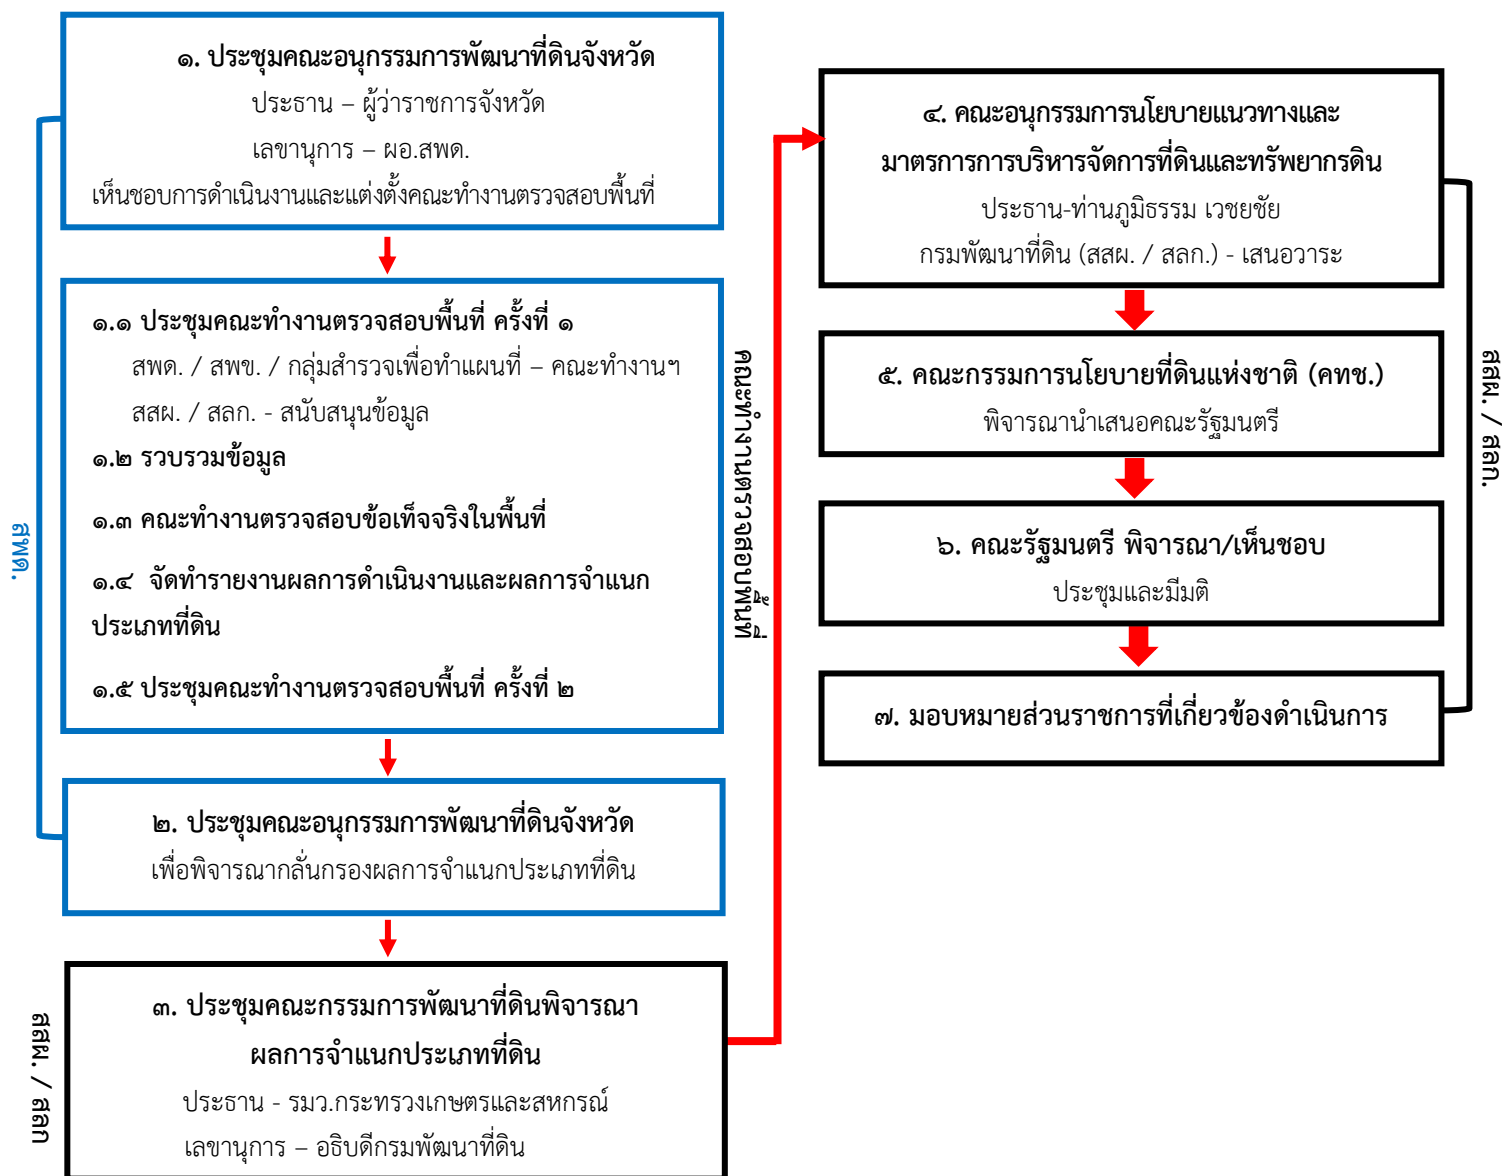 ๑. ประชุมคณะอนุกรรมการพัฒนาที่ดินจังหวัด
ประธาน – ผู้ว่าราชการจังหวัด
เลขานุการ – ผอ.สพด.
เห็นชอบการดำเนินงานและแต่งตั้งคณะทำงานตรวจสอบพื้นที่
๑.๑ ประชุมคณะทำงานตรวจสอบพื้นที่ ครั้งที่ ๑
สพด. / สพข. / กลุ่มสำรวจเพื่อทำแผนที่ – คณะทำงานฯ
สสผ. / สลก. - สนับสนุนข้อมูล
๑.๒ รวบรวมข้อมูล
๑.๓ คณะทำงานตรวจสอบข้อเท็จจริงในพื้นที่
๑.๔ จัดทำรายงานผลการดำเนินงานและผลการจำแนก
ประเภทที่ดิน
๑.๕ ประชุมคณะทำงานตรวจสอบพื้นที่ ครั้งที่ ๒
สพด.
คณะทำงานตรวจสอบพื้นที่
๒. ประชุมคณะอนุกรรมการพัฒนาที่ดินจังหวัด
เพื่อพิจารณากลั่นกรองผลการจำแนกประเภทที่ดิน
๓. ประชุมคณะกรรมการพัฒนาที่ดินพิจารณา
ผลการจำแนกประเภทที่ดิน
ประธาน - รมว.กระทรวงเกษตรและสหกรณ์
เลขานุการ – อธิบดีกรมพัฒนาที่ดิน
สสผ. / สลก
๔. คณะอนุกรรมการนโยบายแนวทางและ
มาตรการการบริหารจัดการที่ดินและทรัพยากรดิน
ประธาน-ท่านภูมิธรรม เวชยชัย
กรมพัฒนาที่ดิน (สสผ. / สลก.) - เสนอวาระ
๕. คณะกรรมการนโยบายที่ดินแห่งชาติ (คทช.)
พิจารณานำเสนอคณะรัฐมนตรี
๖. คณะรัฐมนตรี พิจารณา/เห็นชอบ
ประชุมและมีมติ
๗. มอบหมายส่วนราชการที่เกี่ยวข้องดำเนินการ
สสผ. / สลก.